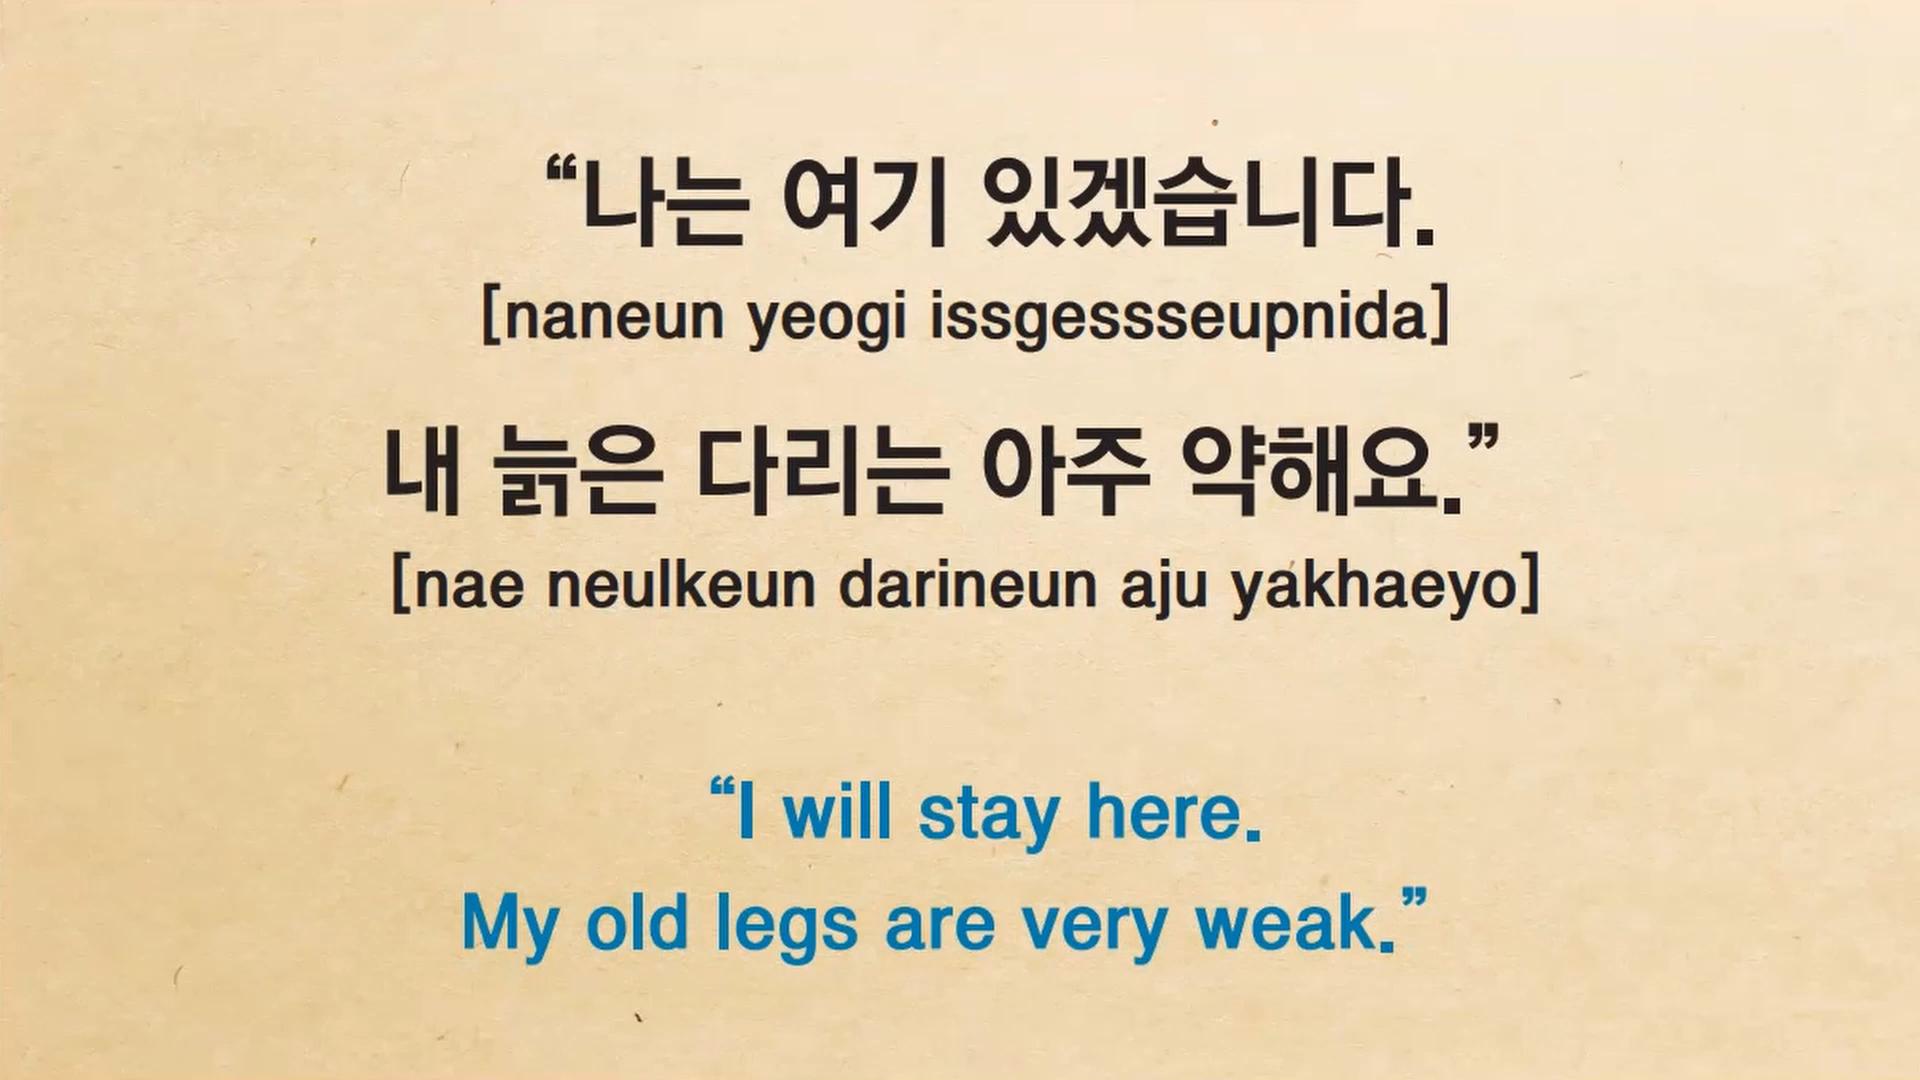 “나는 여기 있겠습니다.
[naneun yeogi issgessseupnida]
내 늙은 다리는 아주 약해요.”
[nae neulkeun darineun aju yakhaeyo]
“I will stay here.
My old legs are very weak.”